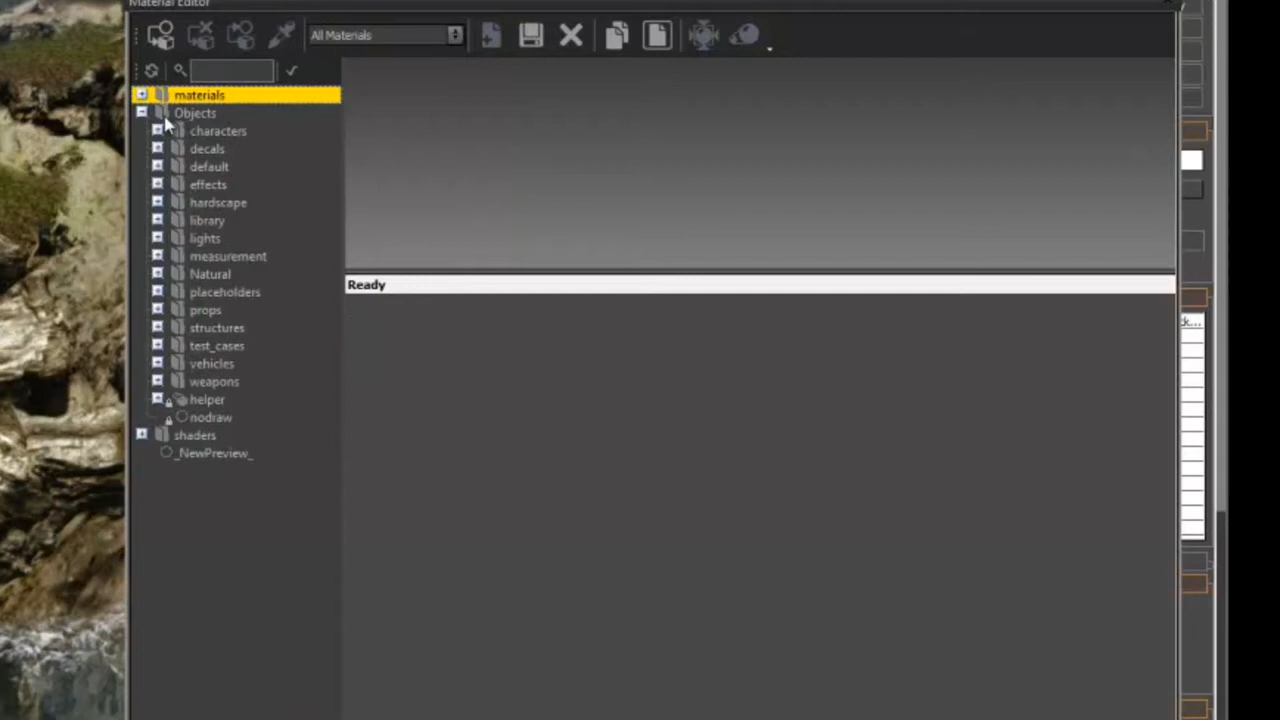 Material Editor
All Materials
materials
Objects
characters
decals
default
effects
hardscape
library
lights
measurement
Natural
placeholders
props
structures
test_cases
vehicles
weapons
helper
nodraw
shaders
_NewPreview_
Ready